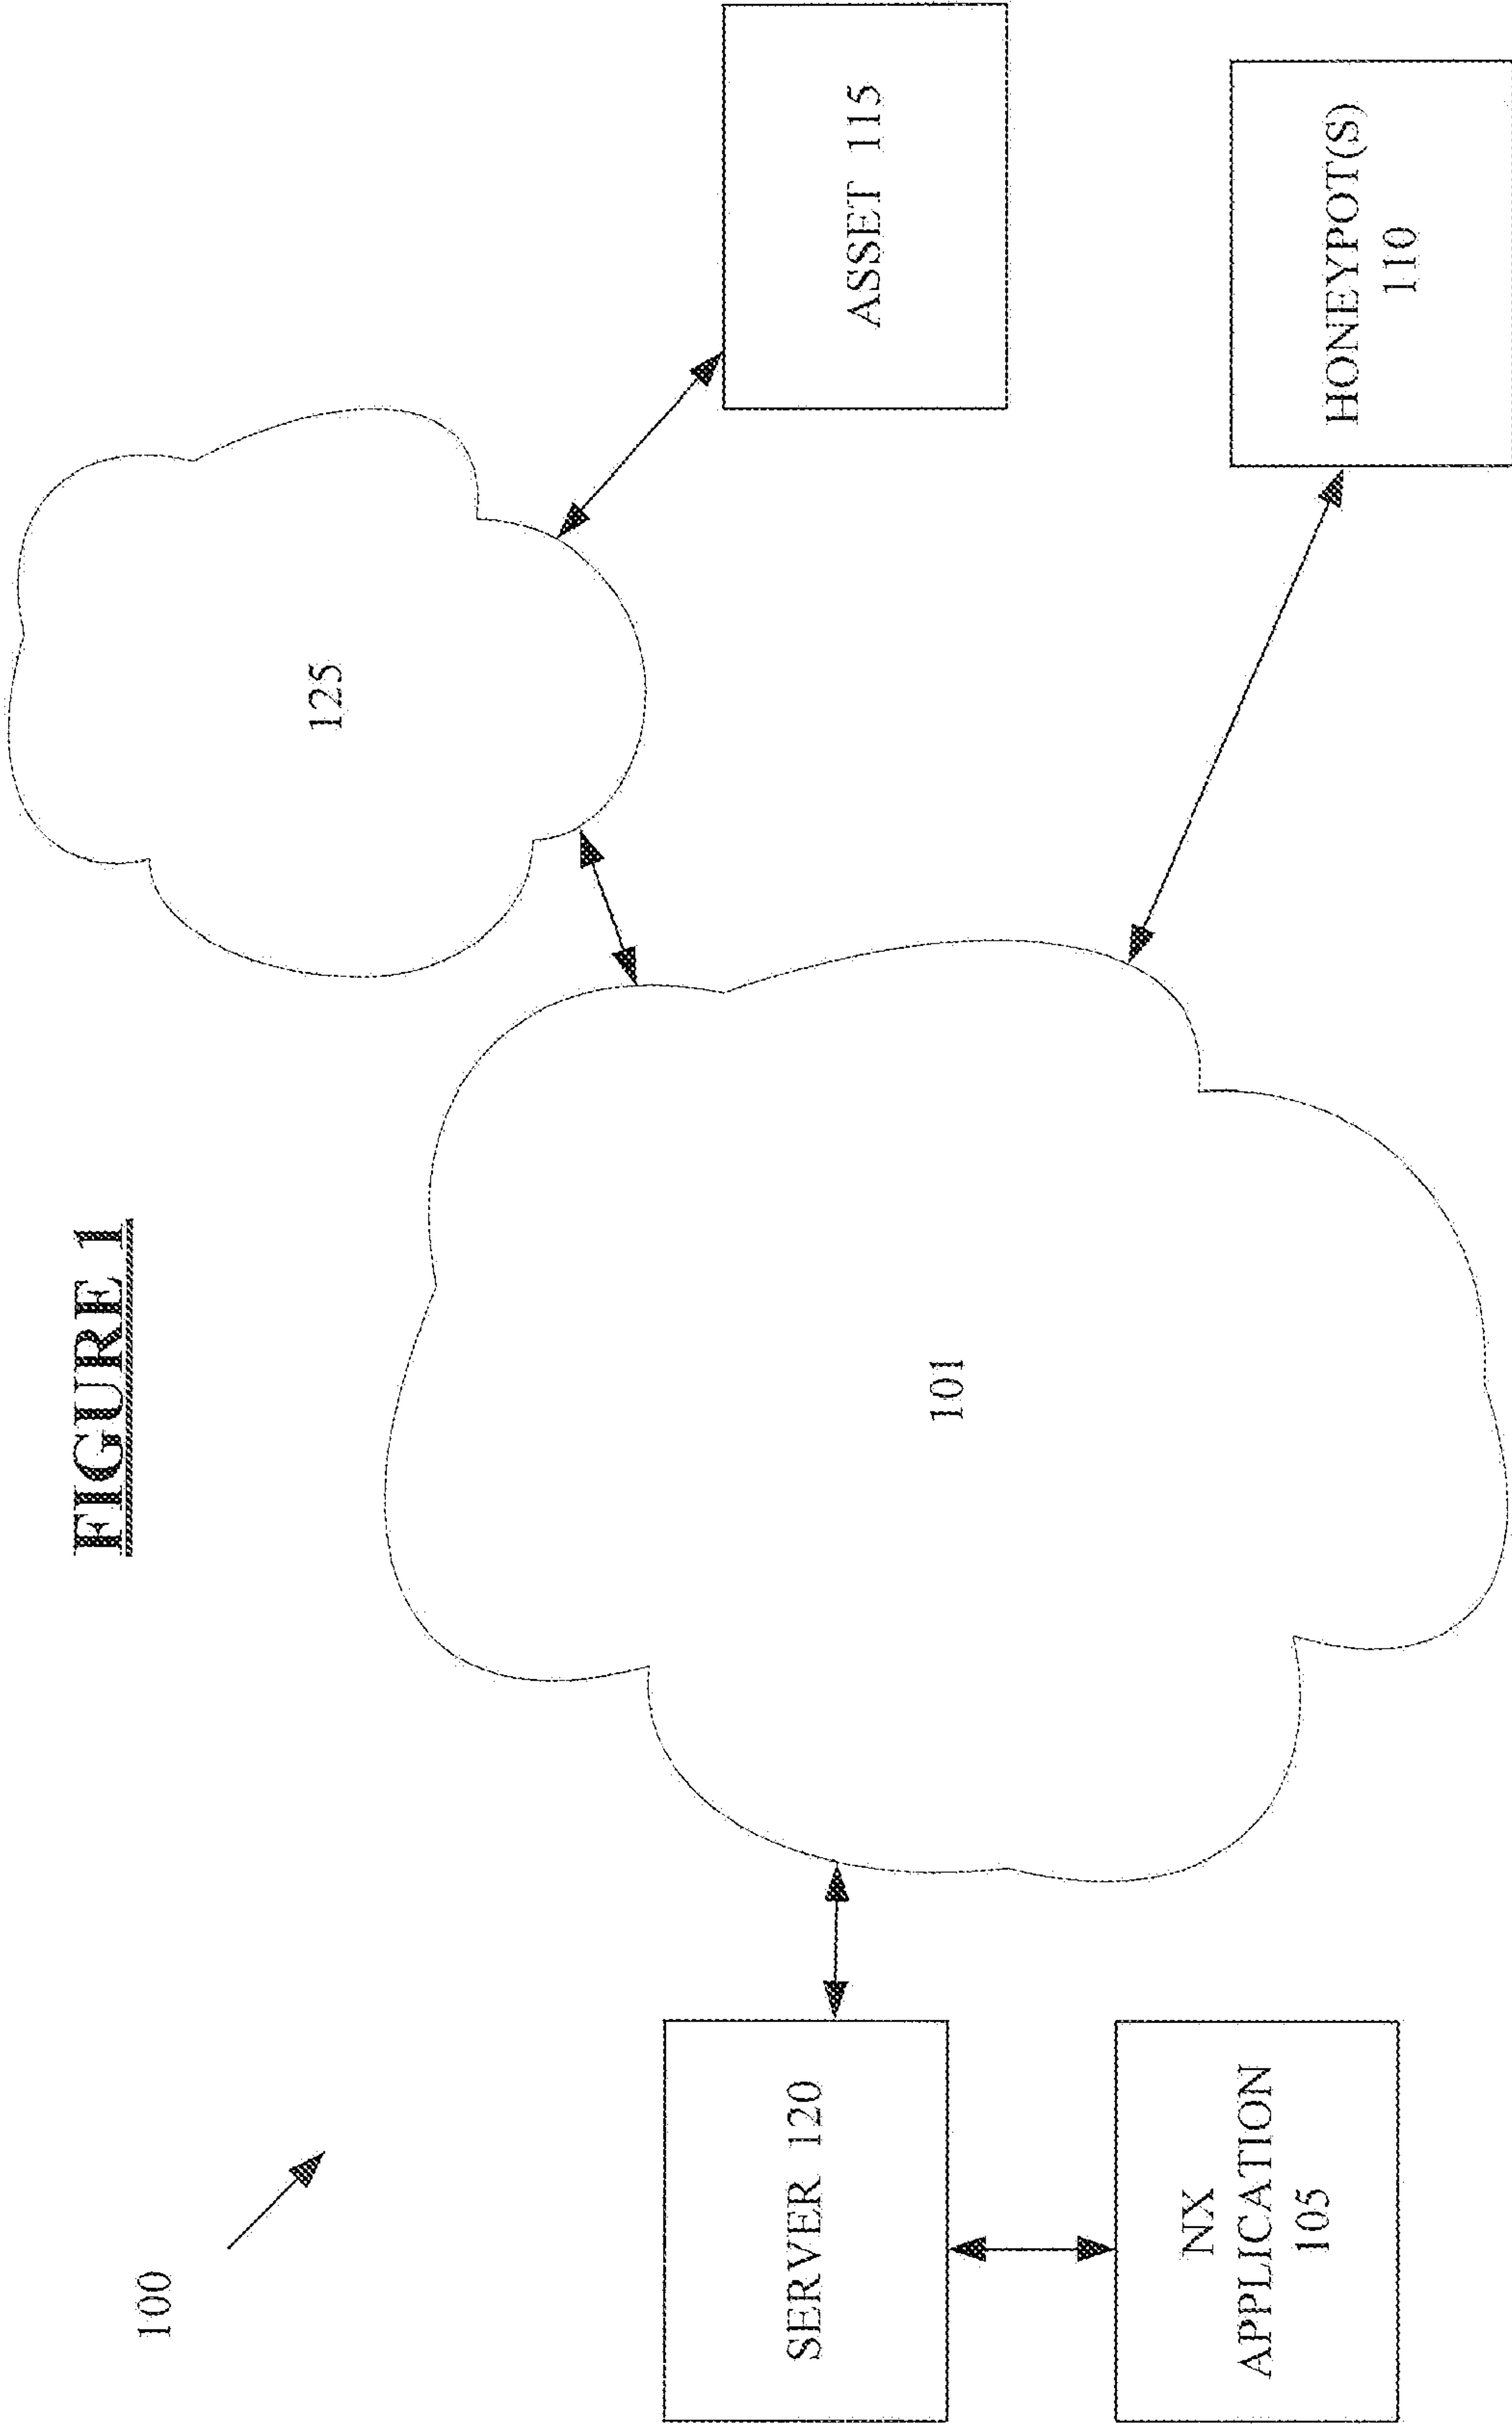 FIGURE 1
100
125
SERVER 120
101
ASSET 115
NX
APPLICATION
105
HONEYPOT(S)
110